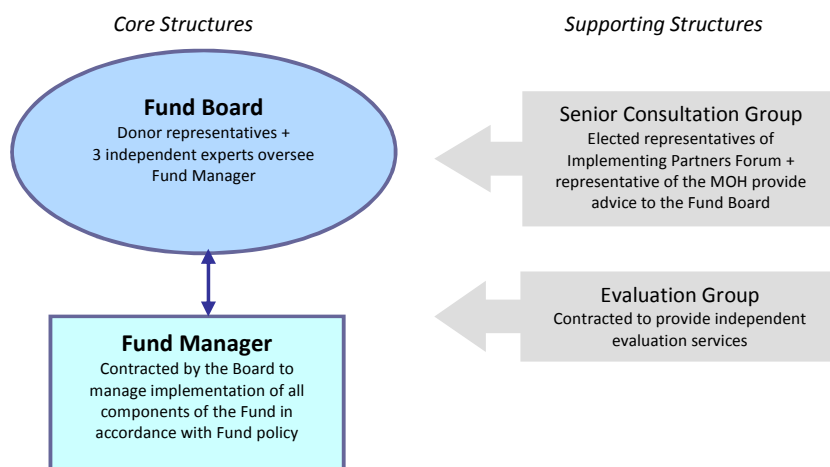 Core Structures
Supporting Structures
Fund Board
Donor representatives +
3 independent experts oversee
Fund Manager
Senior Consultation Group
Elected representatives of
Implementing Partners Forum +
representative of the MOH provide
advice to the Fund Board
Evaluation Group
Contracted to provide independent
evaluation services
Fund Manager
Contracted by the Board to
manage implementation of all
components of the Fund in
accordance with Fund policy